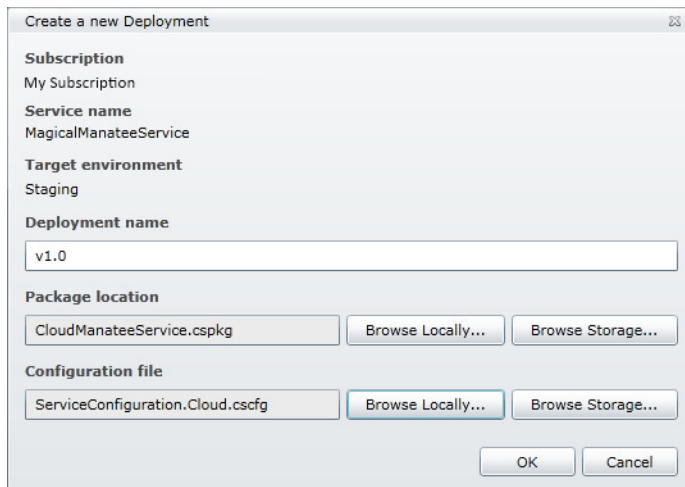 Create a new Deployment
Subscription
My Subscription
Service name
MagicalManateeService
Target environment
Staging
Deployment name
v1.0
Package location
CloudManateeService.cspkg Browse Locally... Browse Storage...
Configuration file
ServiceConfiguration.Cloud.cscfg Browse Locally... Browse Storage...
OK Cancel